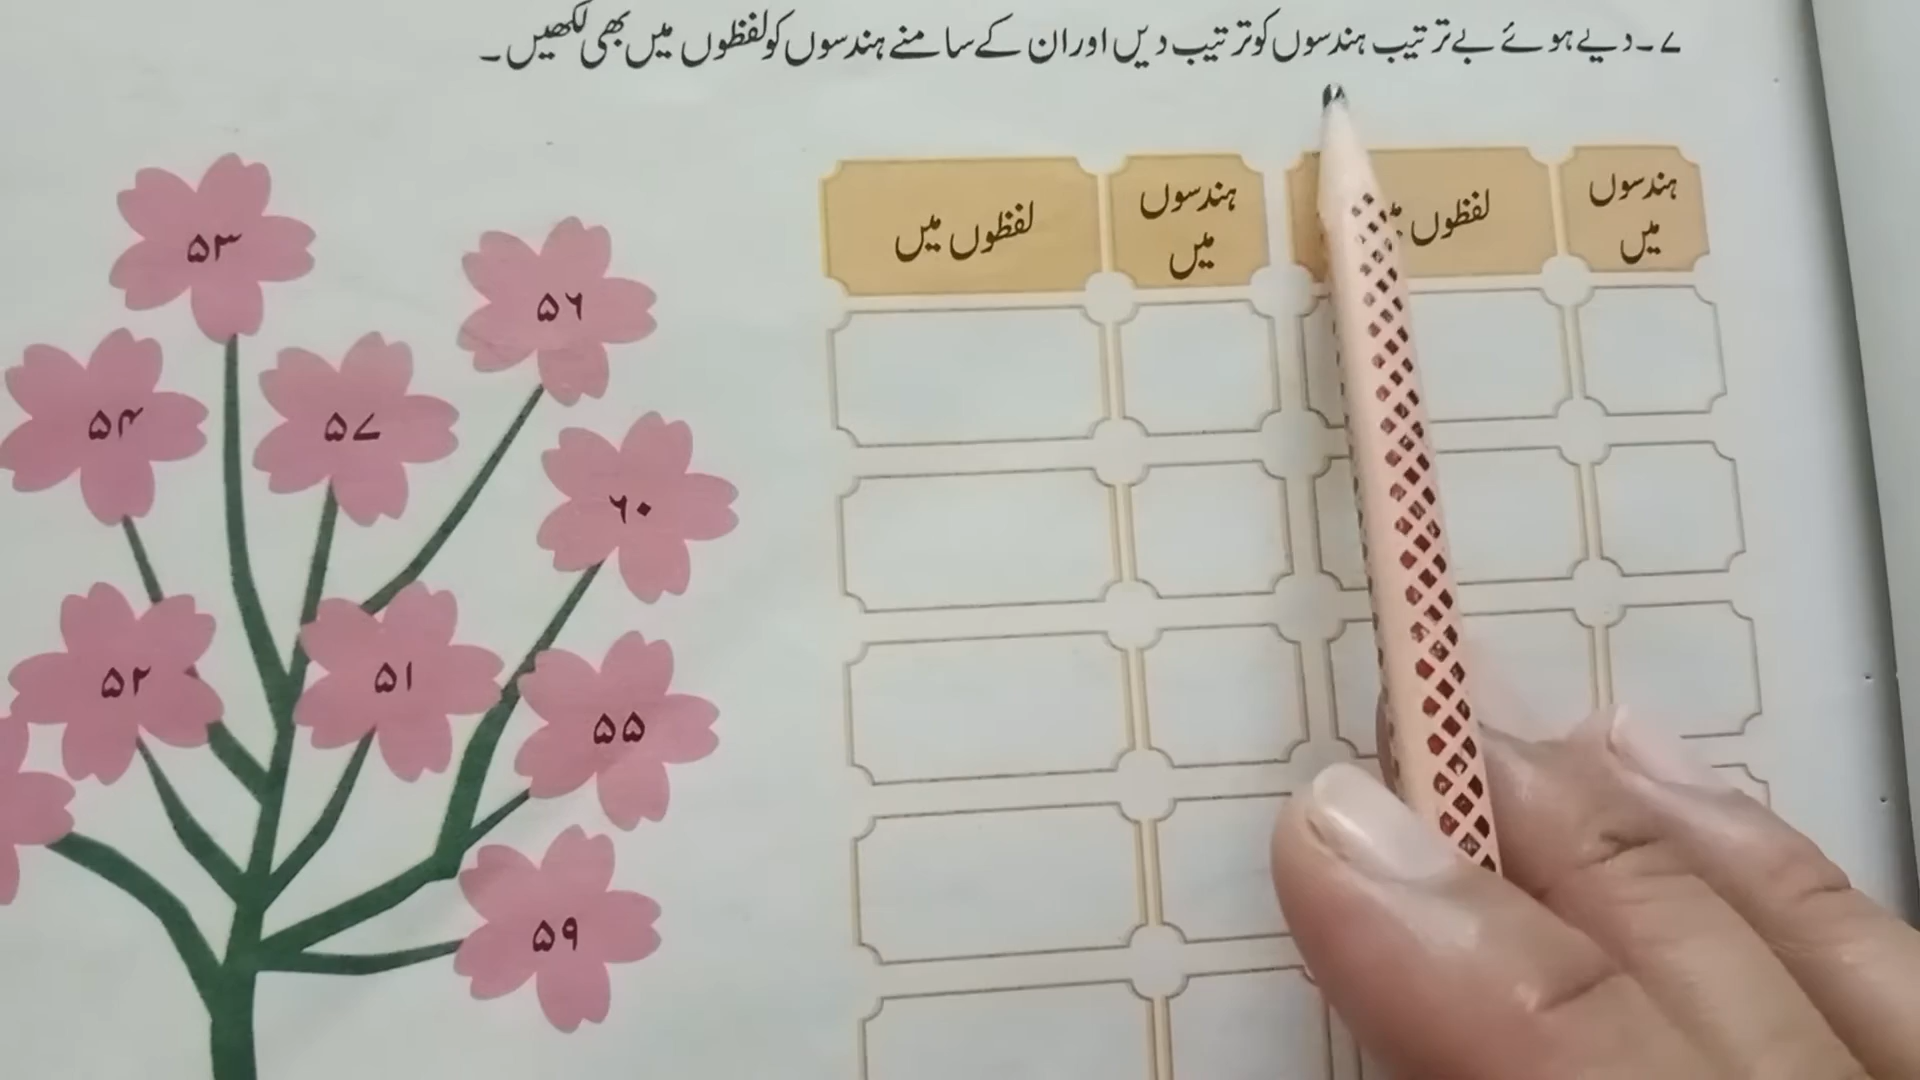 ۷۔ دیے ہوئے بے ترتیب ہندسوں کو ترتیب دیں اور ان کے سامنے ہندسوں کو لفظوں میں بھی لکھیں۔
ہندسوں میں
لفظوں
ہندسوں میں
لفظوں میں
۵۳
۵۶
۵۴
۵۷
۶۰
۵۲
۵۱
۵۵
۵۹